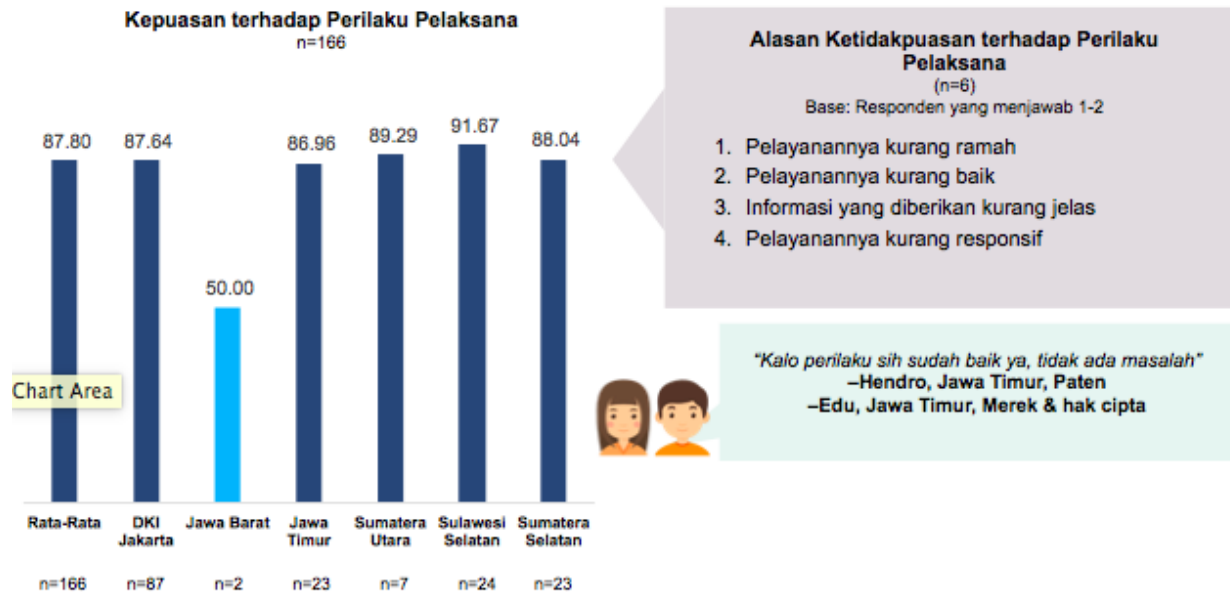 Kepuasan terhadap Perilaku Pelaksana
n=166
87.80
87.64
50.00
86.96
89.29
91.67
88.04
Chart Area
Rata-Rata
DKI
Jakarta
Jawa Barat
Jawa
Timur
Sumatera
Utara
Sulawesi
Selatan
Sumatera
Selatan
n=166
n=87
n=2
n=23
n=7
n=24
n=23
Alasan Ketidakpuasan terhadap Perilaku
Pelaksana
(n=6)
Base: Responden yang menjawab 1-2
1. Pelayanannya kurang ramah
2. Pelayanannya kurang baik
3. Informasi yang diberikan kurang jelas
4. Pelayanannya kurang responsif
“Kalo perilaku sih sudah baik ya, tidak ada masalah”
–Hendro, Jawa Timur, Paten
–Edu, Jawa Timur, Merek & hak cipta